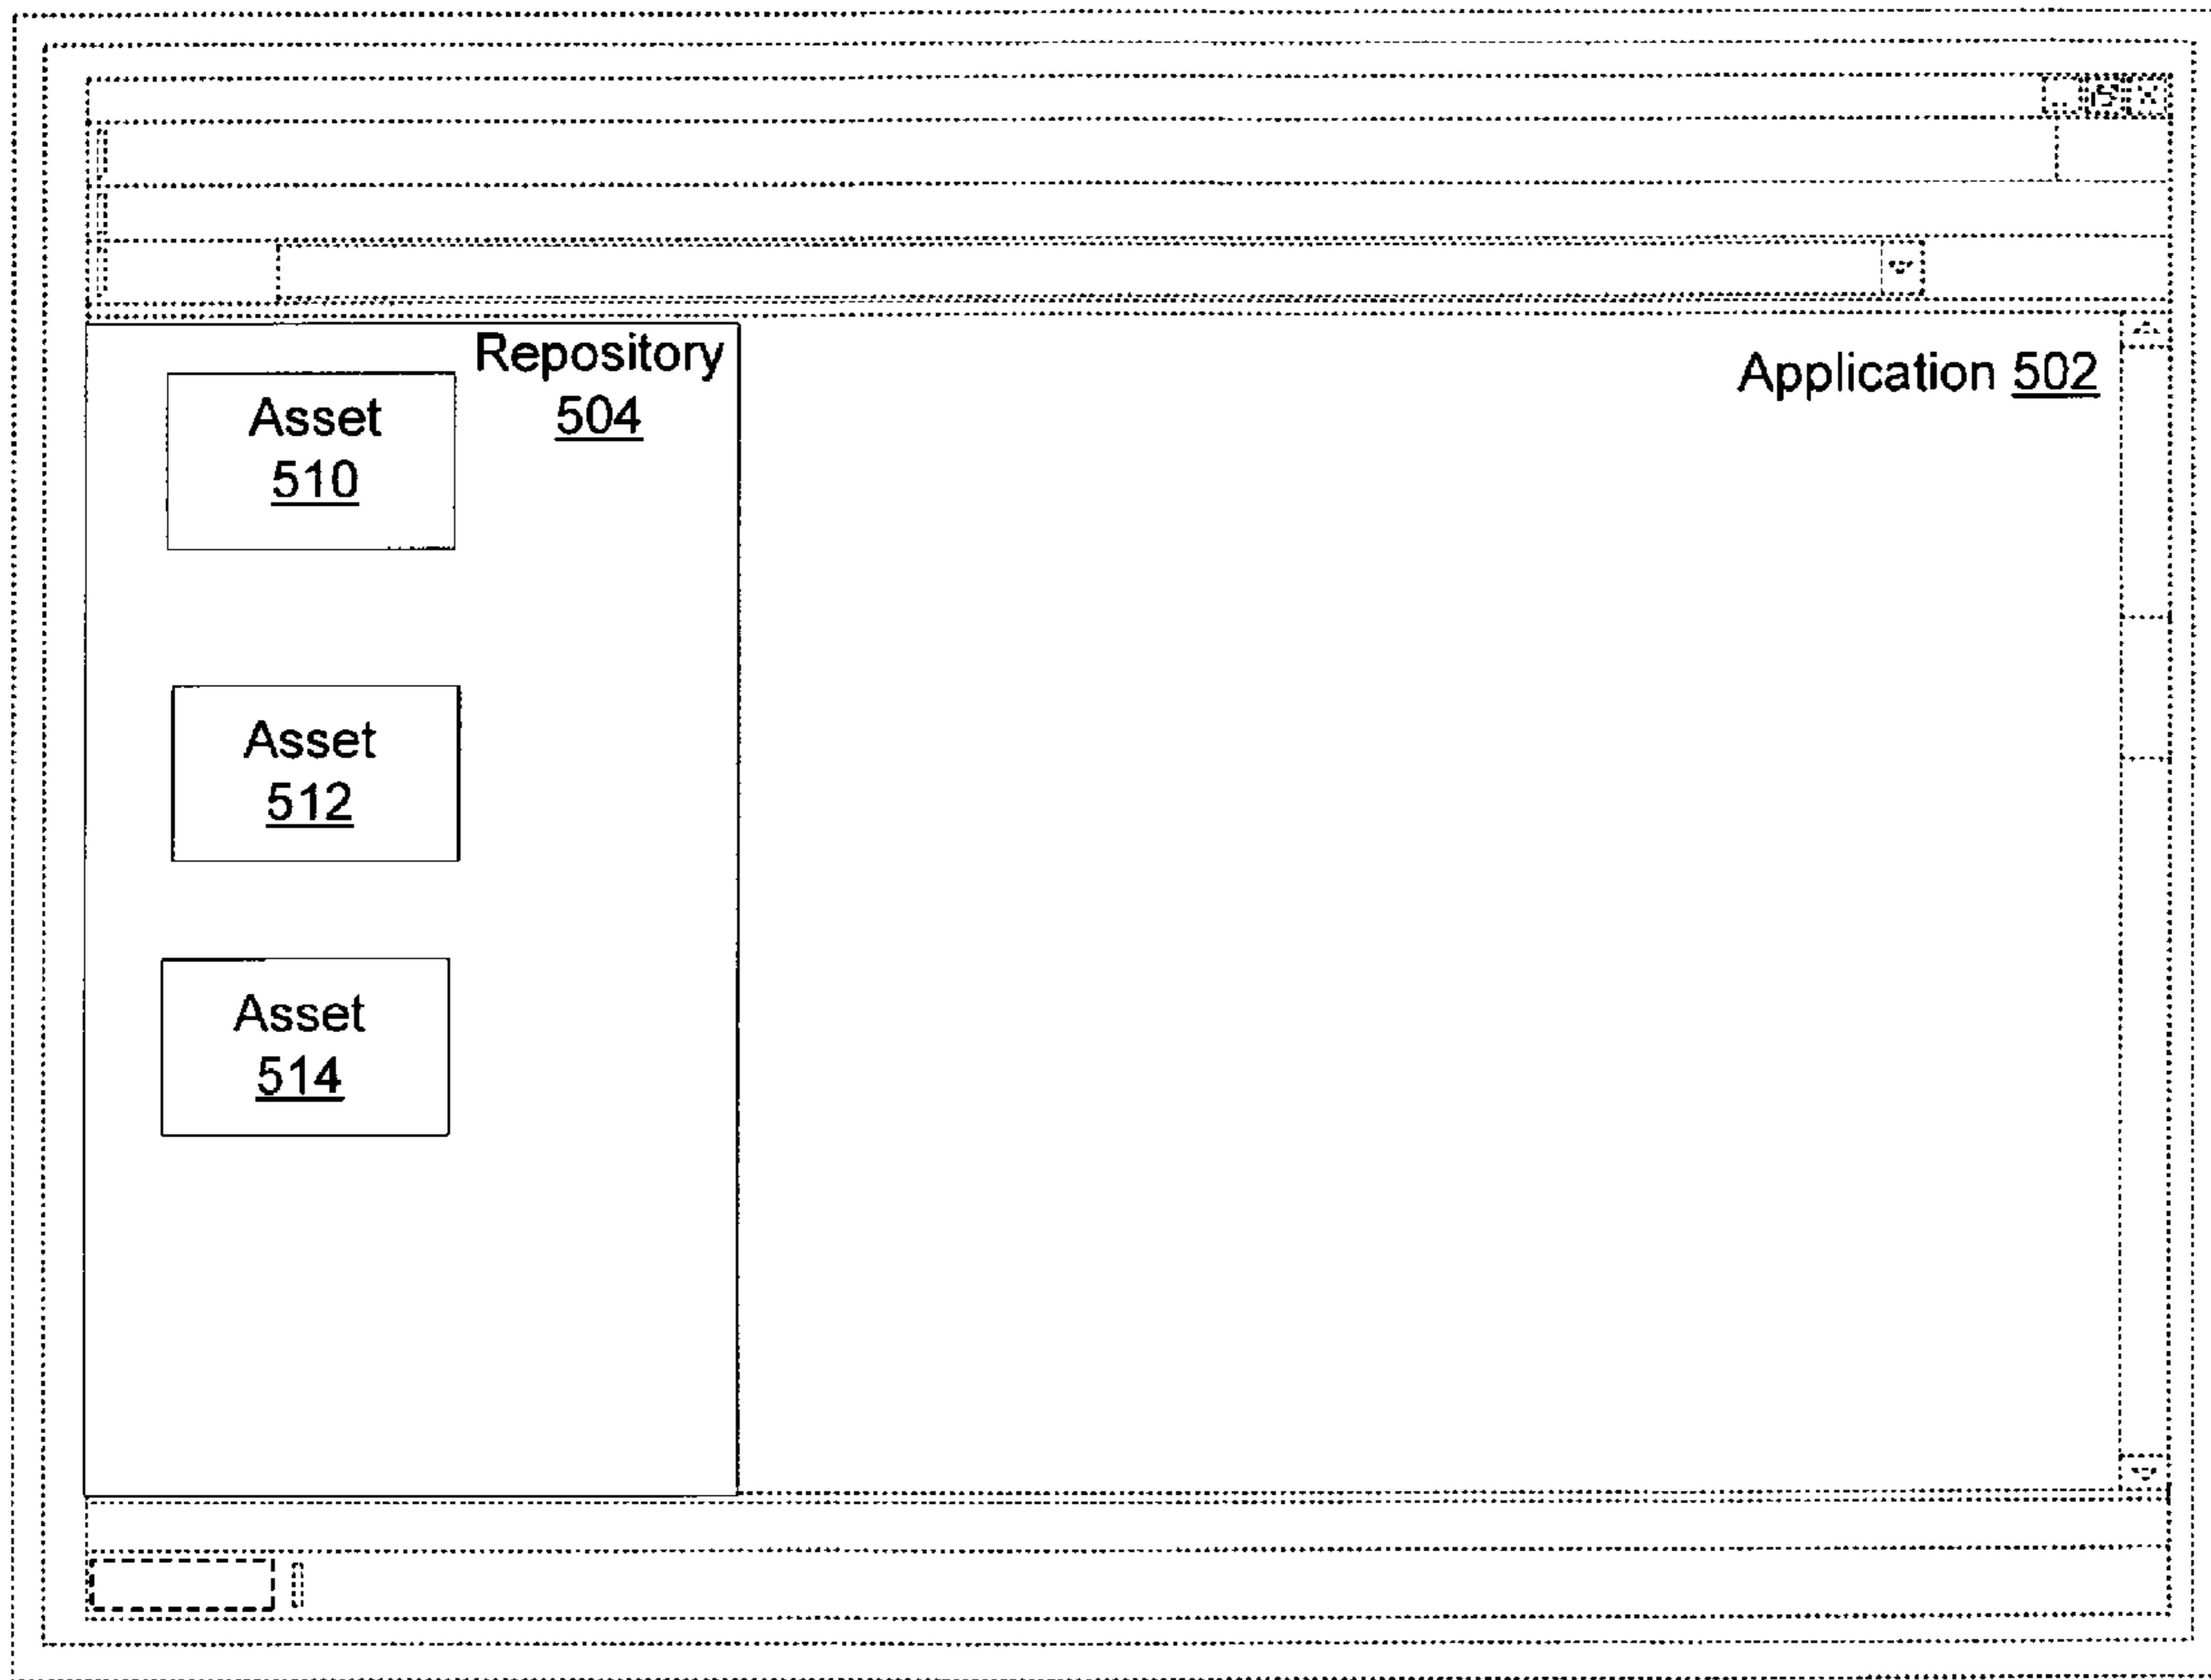 Repository
504
Application 502
Asset
510
Asset
512
Asset
514